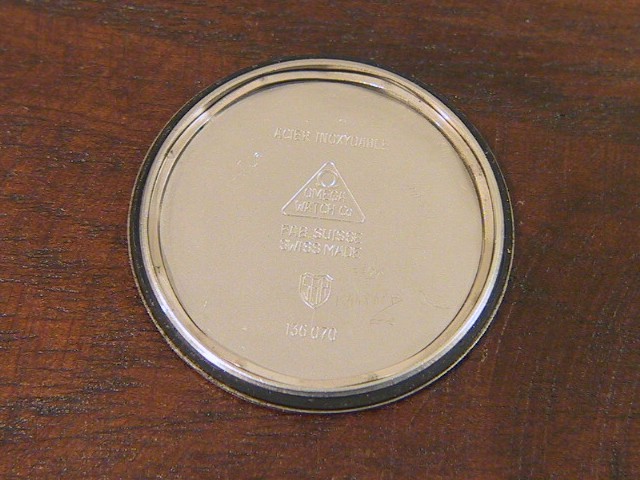 ACIER INOXYDABLE
OMEGA
WATCH Co
FAB. SUISSE
SWISS MADE
136 070